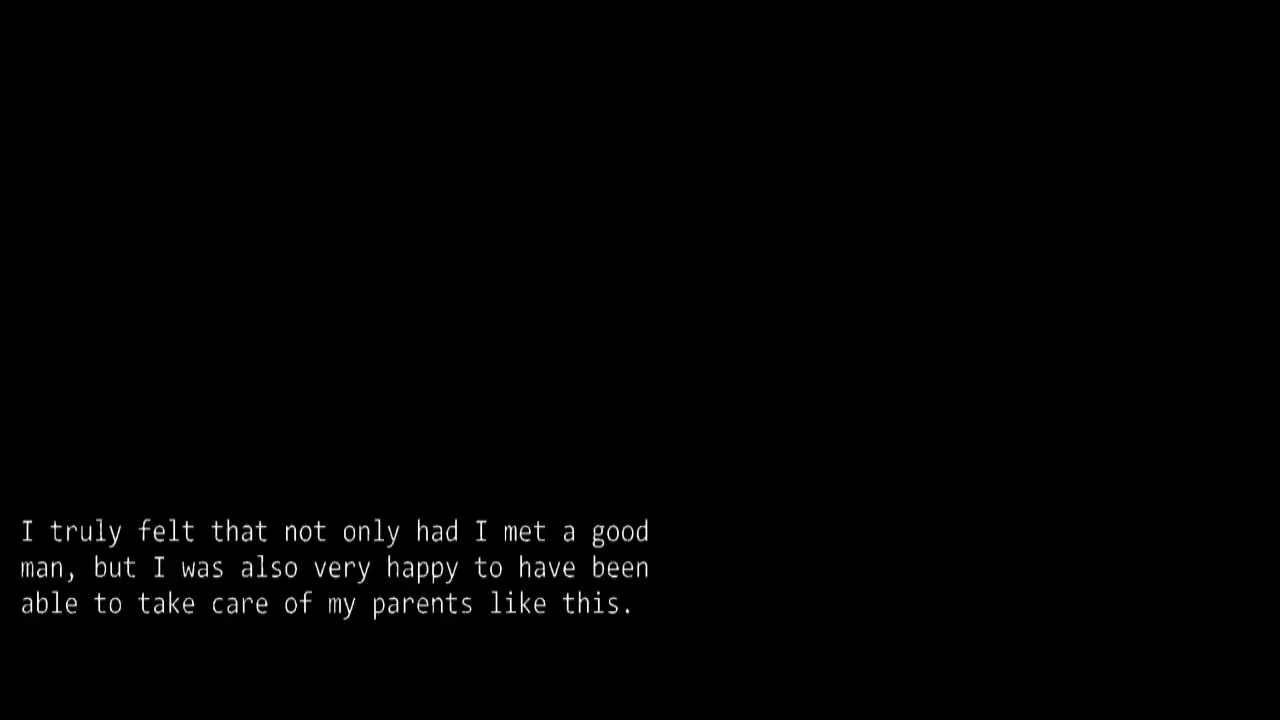 I truly felt that not only had I met a good
man, but I was also very happy to have been
able to take care of my parents like this.